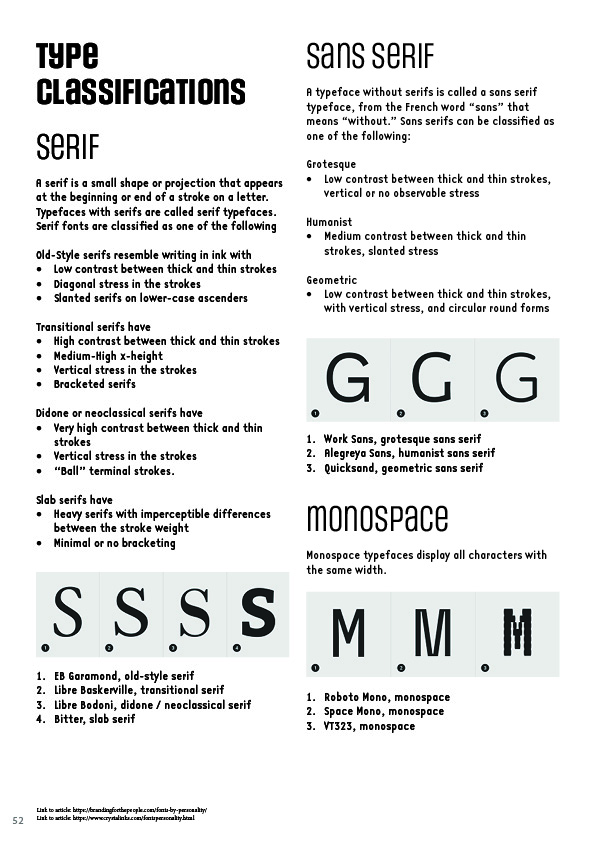 Type
Classifications
Serif
A serif is a small shape or projection that appears
at the beginning or end of a stroke on a letter.
Typefaces with serifs are called serif typefaces.
Serif fonts are classified as one of the following
Old-Style serifs resemble writing in ink with
• Low contrast between thick and thin strokes
• Diagonal stress in the strokes
• Slanted serifs on lower-case ascenders
Transitional serifs have
• High contrast between thick and thin strokes
• Medium-High x-height
• Vertical stress in the strokes
• Bracketed serifs
Didone or neoclassical serifs have
• Very high contrast between thick and thin
strokes
• Vertical stress in the strokes
• “Ball” terminal strokes.
Slab serifs have
• Heavy serifs with imperceptible differences
between the stroke weight
• Minimal or no bracketing
S S S S
1 2 3 4
1. EB Garamond, old-style serif
2. Libre Baskerville, transitional serif
3. Libre Bodoni, didone / neoclassical serif
4. Bitter, slab serif
Sans Serif
A typeface without serifs is called a sans serif
typeface, from the French word “sans” that
means “without.” Sans serifs can be classified as
one of the following:
Grotesque
• Low contrast between thick and thin strokes,
vertical or no observable stress
Humanist
• Medium contrast between thick and thin
strokes, slanted stress
Geometric
• Low contrast between thick and thin strokes,
with vertical stress, and circular round forms
G G G
1 2 3
1. Work Sans, grotesque sans serif
2. Alegreya Sans, humanist sans serif
3. Quicksand, geometric sans serif
Monospace
Monospace typefaces display all characters with
the same width.
M M M
1 2 3
1. Roboto Mono, monospace
2. Space Mono, monospace
3. VT323, monospace
Link to article: https://brandingforthepeople.com/fonts-by-personality/
Link to article: https://www.crystalinks.com/fontspersonality.html
52